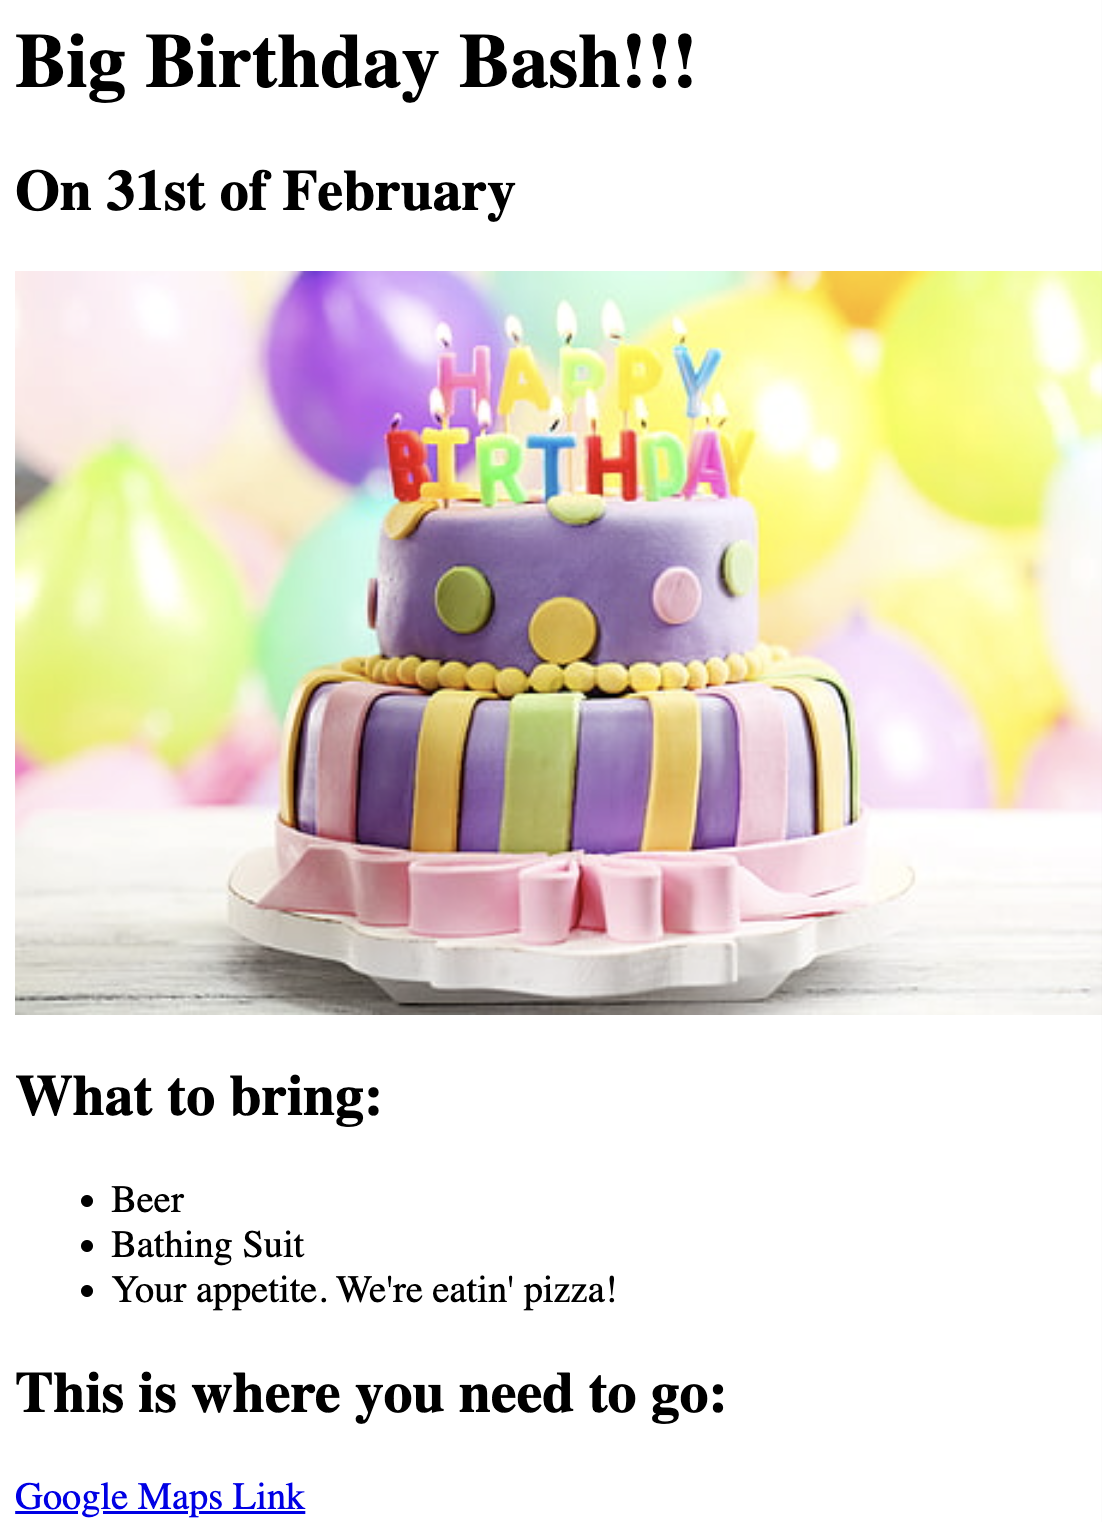 Big Birthday Bash!!!
On 31st of February
HAPPY
BIRTHDAY
What to bring:
Beer
Bathing Suit
Your appetite. We're eatin' pizza!
This is where you need to go:
Google Maps Link